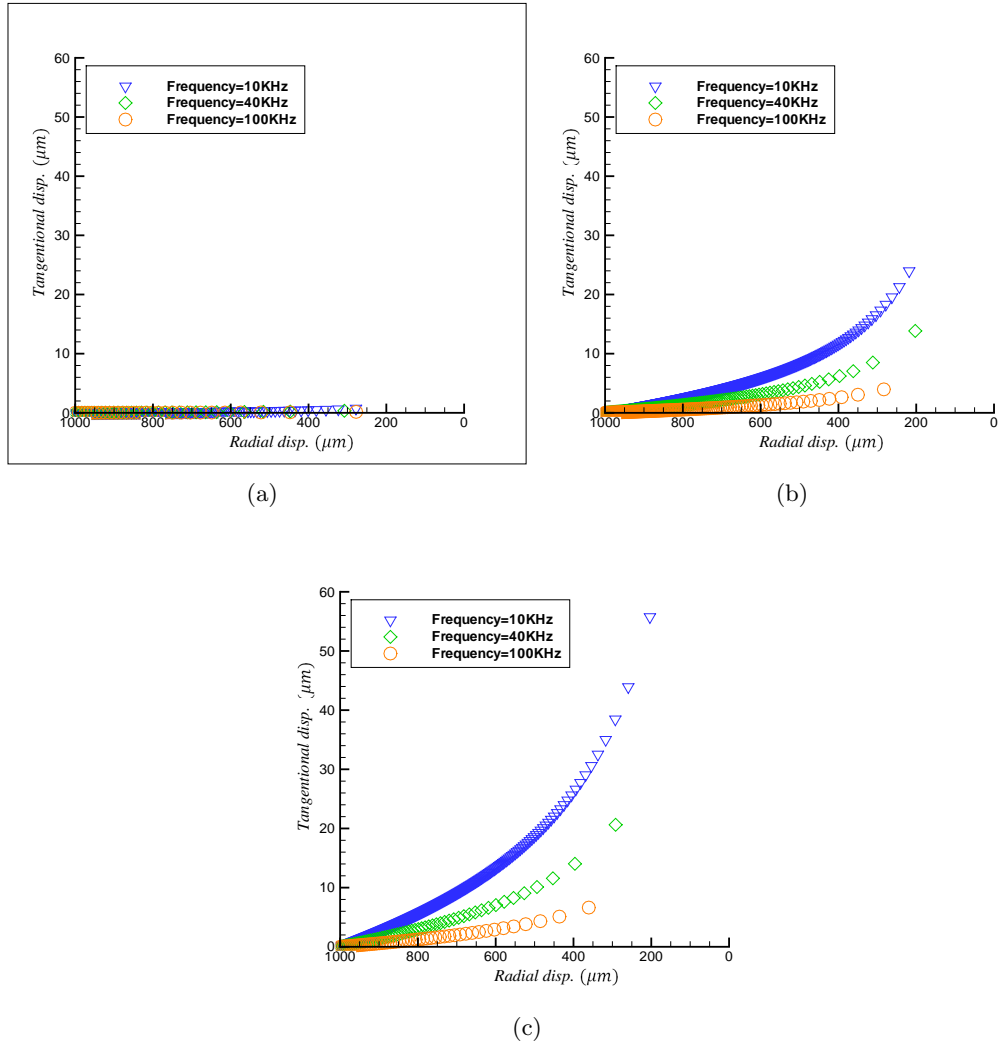 60
50
40
30
20
10
0
Tangentional disp. (μm)
Frequency=10KHz
Frequency=40KHz
Frequency=100KHz
1000 800 600 400 200 0
Radial disp. (μm)
(a)
60
50
40
30
20
10
0
Tangentional disp. (μm)
Frequency=10KHz
Frequency=40KHz
Frequency=100KHz
1000 800 600 400 200 0
Radial disp. (μm)
(b)
60
50
40
30
20
10
0
Tangentional disp. (μm)
Frequency=10KHz
Frequency=40KHz
Frequency=100KHz
1000 800 600 400 200 0
Radial disp. (μm)
(c)